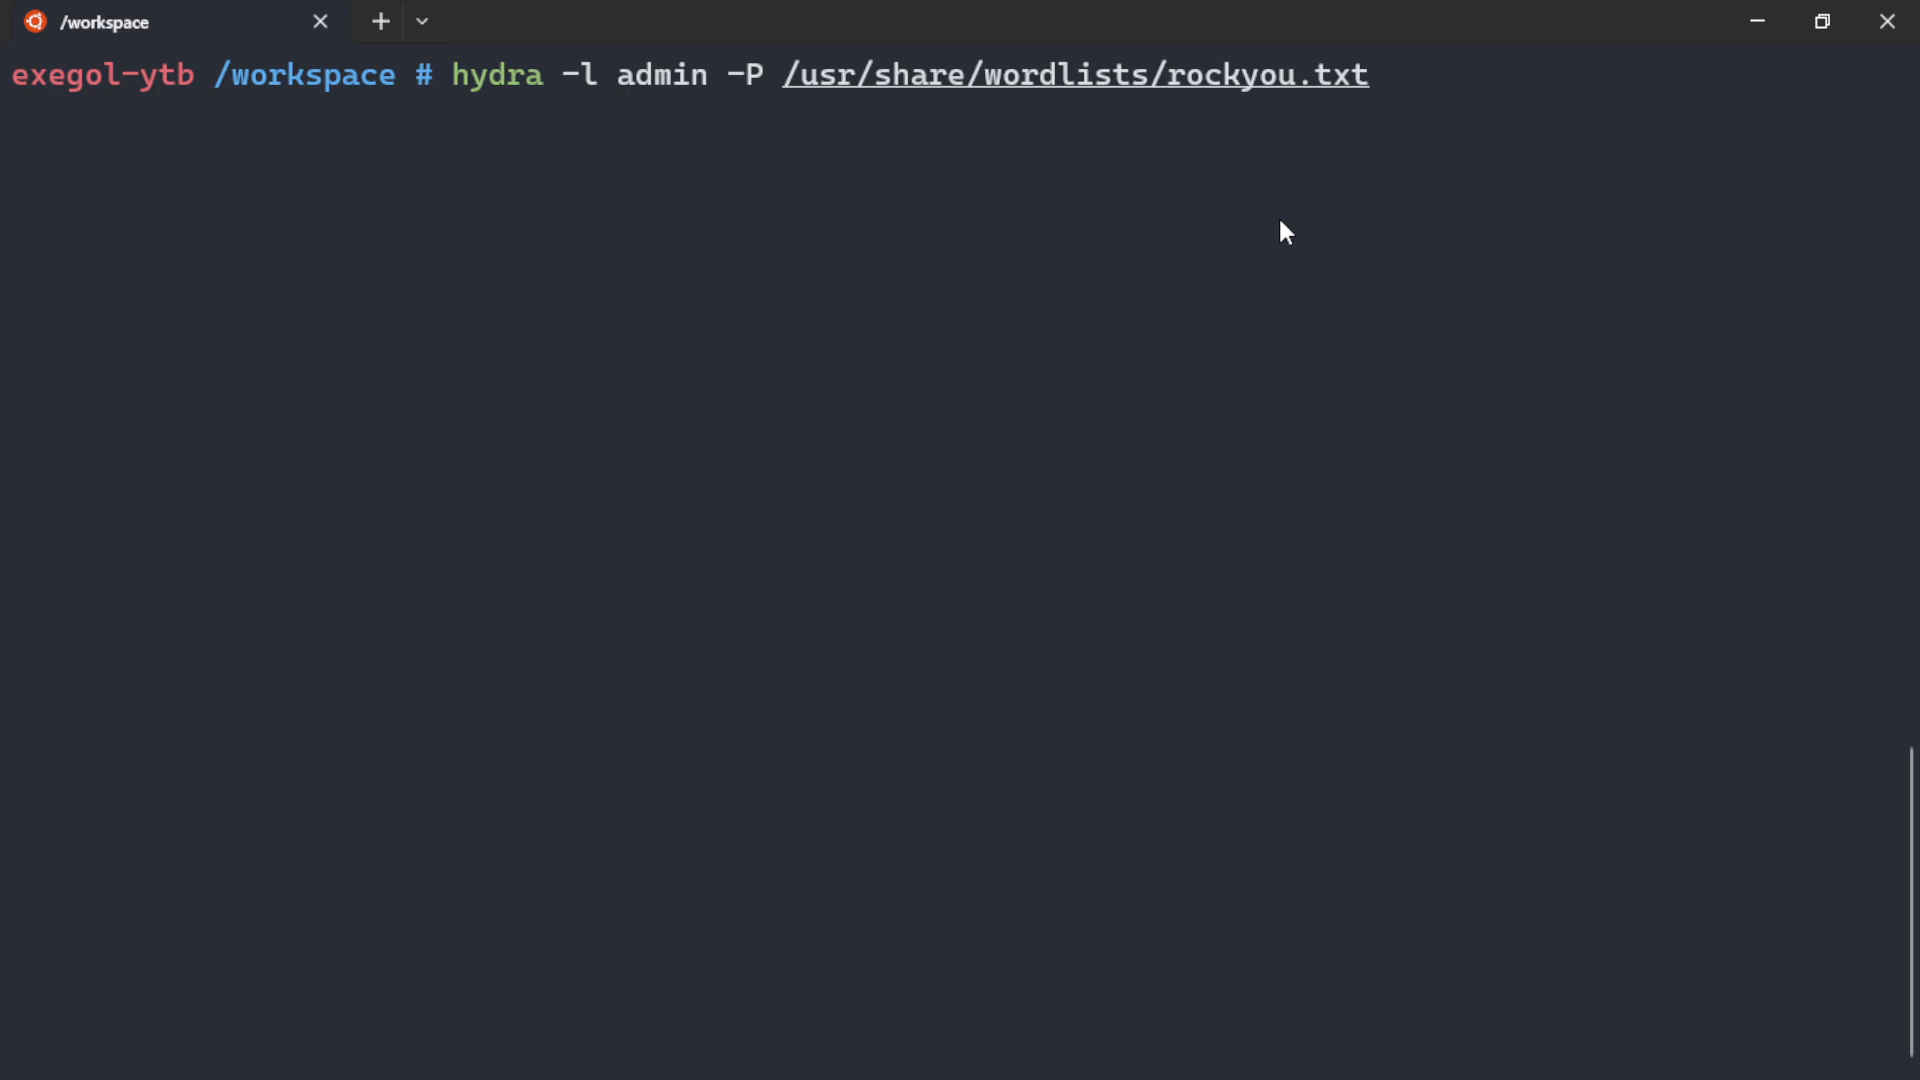 /workspace
exegol-ytb /workspace # hydra -l admin -P /usr/share/wordlists/rockyou.txt